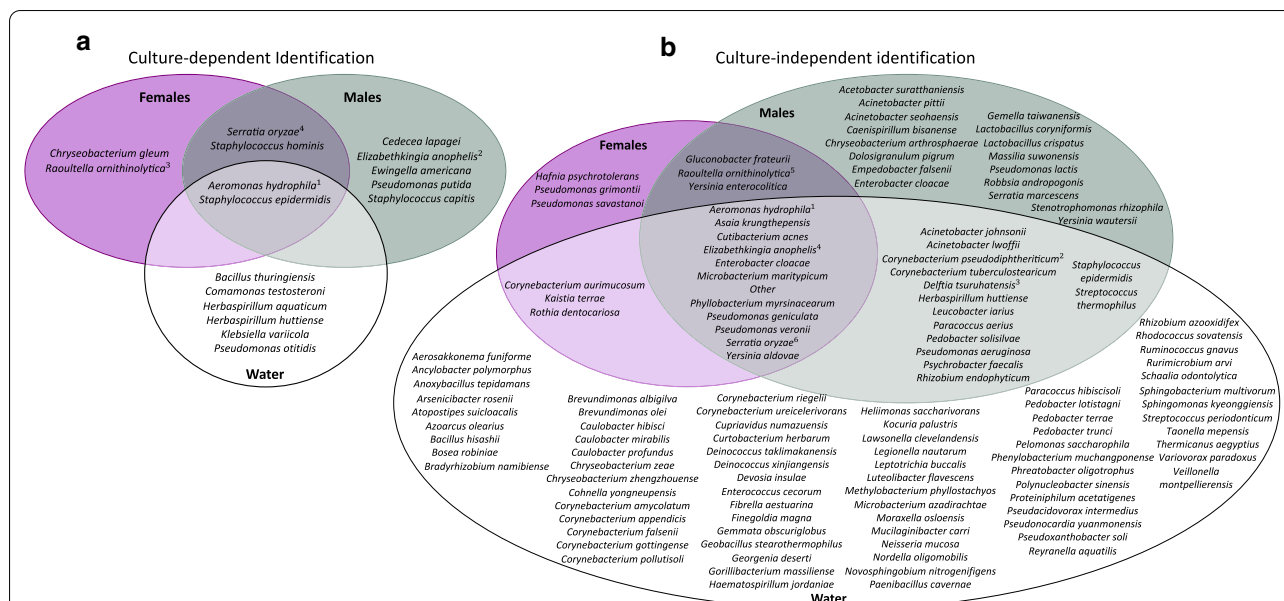 a
Culture-dependent Identification
Females
Males
Serratia oryzae4
Staphylococcus hominis
Chryseobacterium gleum
Raoultella ornithinolytica3
Cedecea lapagei
Elizabethkingia anophelis2
Ewingella americana
Pseudomonas putida
Staphylococcus capitis
Aeromonas hydrophila1
Staphylococcus epidermidis
Bacillus thuringiensis
Comamonas testosteroni
Herbaspirillum aquaticum
Herbaspirillum huttiense
Klebsiella variicola
Pseudomonas otitidis
Water
b
Culture-independent identification
Males
Females
Acetobacter suratthaniensis
Acinetobacter pittii
Acinetobacter seohaensis
Caenispirillum bisanense
Chryseobacterium arthrosphaerae
Dolosigranulum pigrum
Empedobacter falsenii
Enterobacter cloacae
Gemella taiwanensis
Lactobacillus coryniformis
Lactobacillus crispatus
Massilia suwonensis
Pseudomonas lactis
Robbsia andropogonis
Serratia marcescens
Stenotrophomonas rhizophila
Yersinia wautersii
Gluconobacter frateurii
Raoultella ornithinolytica5
Yersinia enterocolitica
Hafnia psychrotolerans
Pseudomonas grimontii
Pseudomonas savastanoi
Aeromonas hydrophila1
Asaia krungthepensis
Cutibacterium acnes
Elizabethkingia anophelis4
Enterobacter cloacae
Microbacterium maritypicum
Other
Phyllobacterium myrsinacearum
Pseudomonas geniculata
Pseudomonas veronii
Serratia oryzae6
Yersinia aldovae
Corynebacterium aurimucosum
Kaistia terrae
Rothia dentocariosa
Acinetobacter johnsonii
Acinetobacter lwoffii
Corynebacterium pseudodiphtheriticum2
Corynebacterium tuberculostearicum
Delftia tsuruhatensis3
Herbaspirillum huttiense
Leucobacter iarius
Paracoccus aerius
Pedobacter solisilvae
Pseudomonas aeruginosa
Psychrobacter faecalis
Rhizobium endophyticum
Staphylococcus
epidermidis
Streptococcus
thermophilus
Aerosakkonema funiforme
Ancylobacter polymorphus
Anoxybacillus tepidamans
Arsenicibacter rosenii
Atopostipes suicloacalis
Azoarcus olearius
Bacillus hisashii
Bosea robiniae
Bradyrhizobium namibiense
Brevundimonas albigilva
Brevundimonas olei
Caulobacter hibisci
Caulobacter mirabilis
Caulobacter profundus
Chryseobacterium zeae
Chryseobacterium zhengzhouense
Cohnella yongneupensis
Corynebacterium amycolatum
Corynebacterium appendicis
Corynebacterium falsenii
Corynebacterium gottingense
Corynebacterium pollutisoli
Corynebacterium riegelii
Corynebacterium ureicelerivorans
Cupriavidus numazuensis
Curtobacterium herbarum
Deinococcus taklimakanensis
Deinococcus xinjiangensis
Devosia insulae
Enterococcus cecorum
Fibrella aestuarina
Finegoldia magna
Gemmata obscuriglobus
Geobacillus stearothermophilus
Georgenia deserti
Gorillibacterium massiliense
Haematospirillum jordaniae
Heliimonas saccharivorans
Kocuria palustris
Lawsonella clevelandensis
Legionella nautarum
Leptotrichia buccalis
Luteolibacter flavescens
Methylobacterium phyllostachyos
Microbacterium azadirachtae
Moraxella osloensis
Mucilaginibacter carri
Neisseria mucosa
Nordella oligomobilis
Novosphingobium nitrogenifigens
Paenibacillus cavernae
Paracoccus hibiscisoli
Pedobacter lotistagni
Pedobacter terrae
Pedobacter trunci
Pelomonas saccharophila
Phenylobacterium muchangponense
Phreatobacter oligotrophus
Polynucleobacter sinensis
Proteiniphilum acetatigenes
Pseudacidovorax intermedius
Pseudonocardia yuanmonensis
Pseudoxanthobacter soli
Reyranella aquatilis
Rhizobium azooxidifex
Rhodococcus sovatensis
Ruminococcus gnavus
Rurimicrobium arvi
Schaalia odontolytica
Sphingobacterium multivorum
Sphingomonas kyeonggiensis
Streptococcus periodonticum
Taonella mepensis
Thermicanus aegyptius
Variovorax paradoxus
Veillonella
montpellierensis
Water